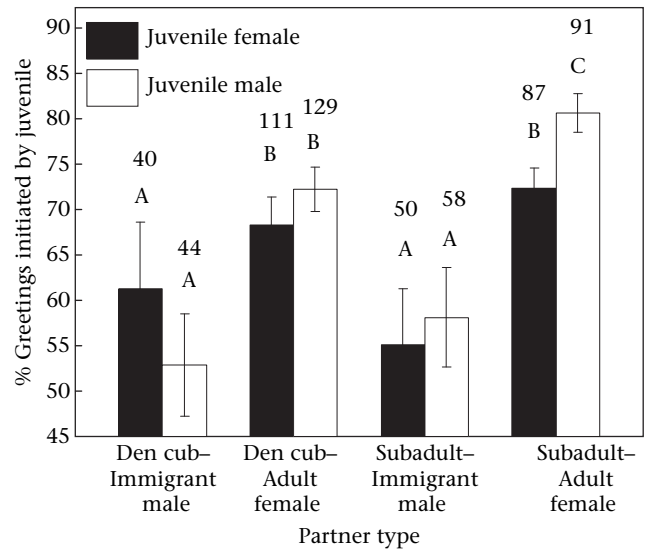 % Greetings initiated by juvenile
90
85
80
75
70
65
60
55
50
45
Juvenile female
Juvenile male
40
A
44
A
111
B
129
B
50
A
58
A
87
B
91
C
Den cub–
Immigrant
male
Den cub–
Adult
female
Subadult–
Immigrant
male
Subadult–
Adult
female
Partner type